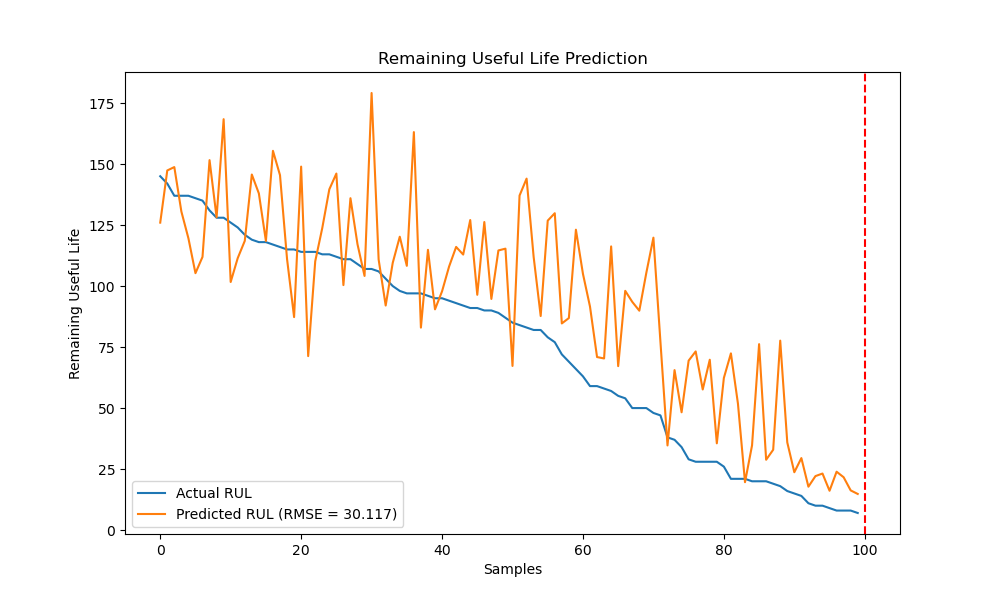 Remaining Useful Life Prediction
Remaining Useful Life
175
150
125
100
75
50
25
0
Actual RUL
Predicted RUL (RMSE = 30.117)
0 20 40 60 80 100
Samples